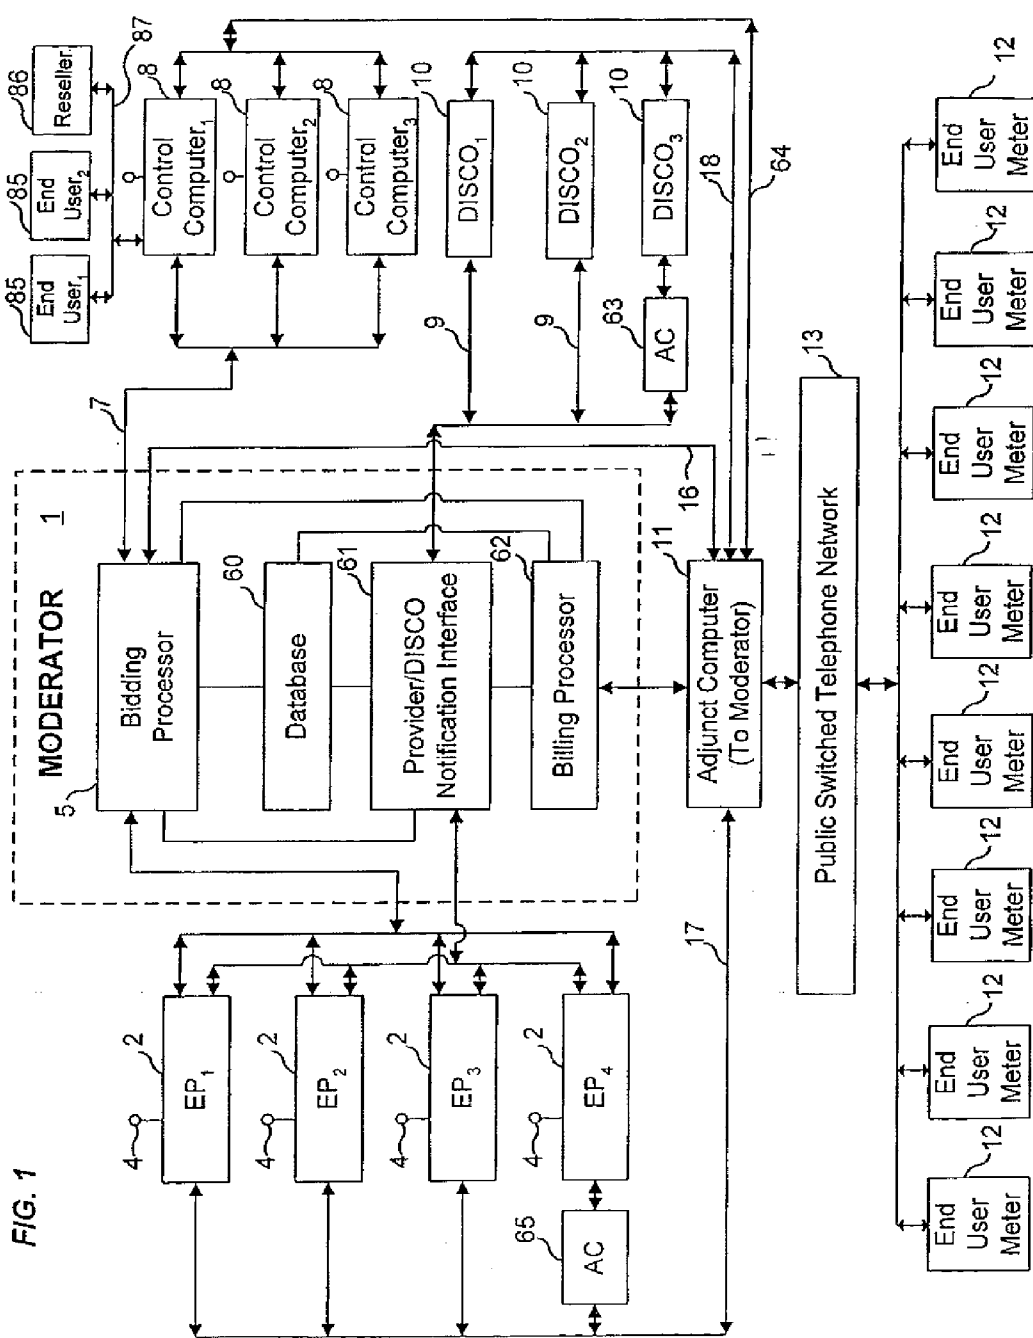 FIG. 1
4
2
EP1
4
2
EP2
4
2
EP3
4
2
EP4
65
AC
17
MODERATOR 1
5
Bidding
Processor
60
Database
61
Provider/DISCO
Notification Interface
62
Billing Processor
11
Adjunct Computer
(To Moderator)
16
7
85
End
User1
85
End
User2
86
Reseller1
87
8
Control
Computer1
8
Control
Computer2
8
Control
Computer3
10
DISCO1
10
DISCO2
10
DISCO3
9
9
63
AC
18
64
13
Public Switched Telephone Network
12
End
User
Meter
12
End
User
Meter
12
End
User
Meter
12
End
User
Meter
12
End
User
Meter
12
End
User
Meter
12
End
User
Meter
12
End
User
Meter